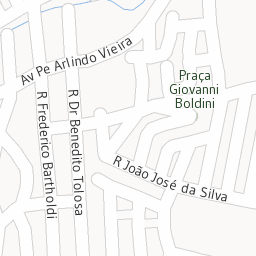 Av Pe Arlindo Vieira
Praça
Giovanni
Boldini
R Frederico Bartholdi
R Dr Benedito Tolosa
R João José da Silva